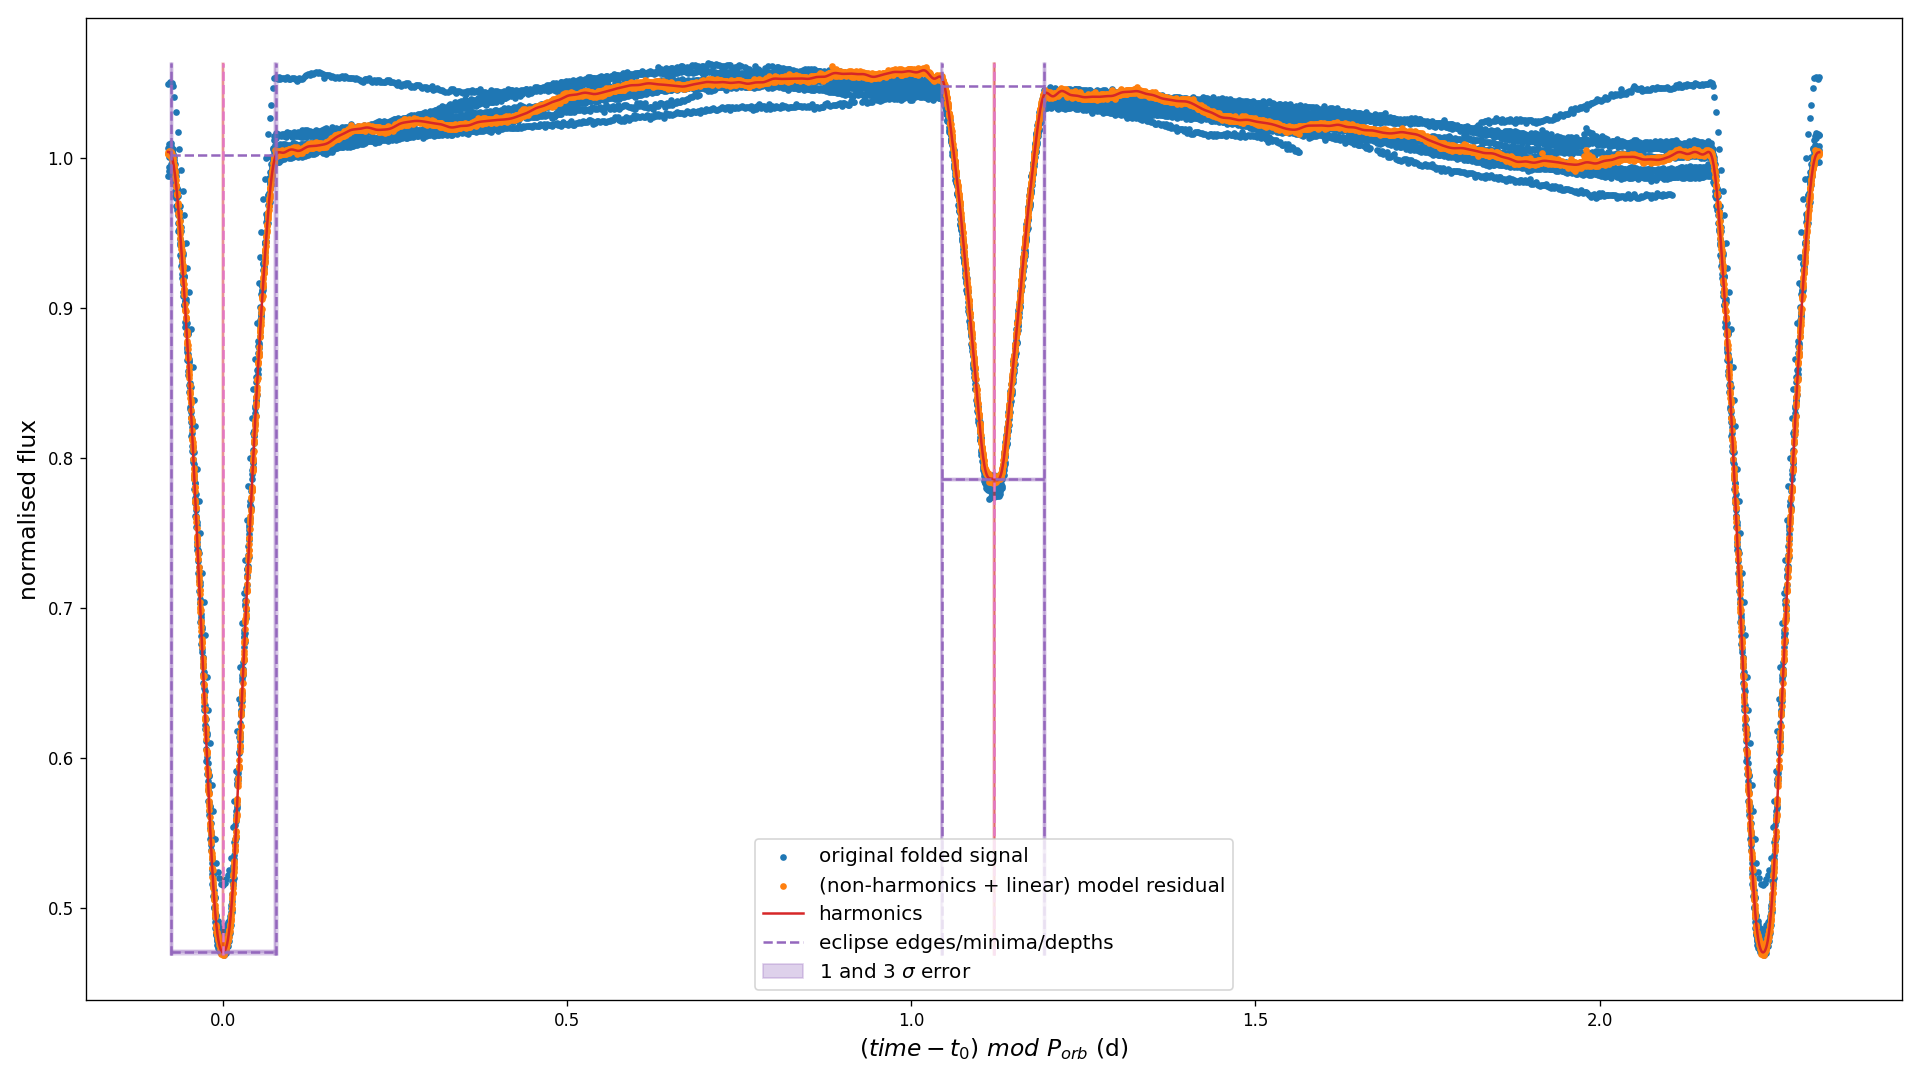 normalised flux
1.0
0.9
0.8
0.7
0.6
0.5
original folded signal
(non-harmonics + linear) model residual
harmonics
eclipse edges/minima/depths
1 and 3 σ error
0.0 0.5 1.0 1.5 2.0
(time − t₀) mod Pₒᵣb (d)